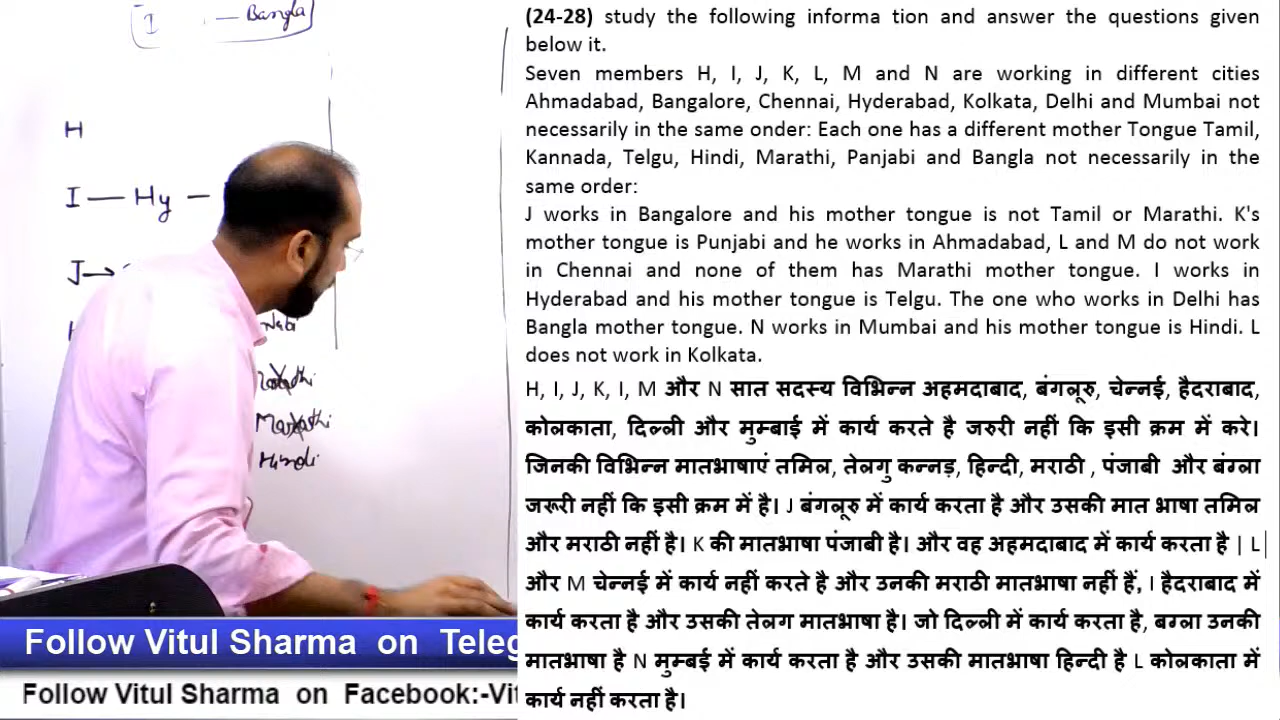 I — Bangla
H
I — Hy —
J →
Marathi
Marathi
Hindi
Follow Vitul Sharma on Teleg
Follow Vitul Sharma on Facebook:-Vit
(24-28) study the following informa tion and answer the questions given
below it.
Seven members H, I, J, K, L, M and N are working in different cities
Ahmadabad, Bangalore, Chennai, Hyderabad, Kolkata, Delhi and Mumbai not
necessarily in the same onder: Each one has a different mother Tongue Tamil,
Kannada, Telgu, Hindi, Marathi, Panjabi and Bangla not necessarily in the
same order:
J works in Bangalore and his mother tongue is not Tamil or Marathi. K's
mother tongue is Punjabi and he works in Ahmadabad, L and M do not work
in Chennai and none of them has Marathi mother tongue. I works in
Hyderabad and his mother tongue is Telgu. The one who works in Delhi has
Bangla mother tongue. N works in Mumbai and his mother tongue is Hindi. L
does not work in Kolkata.
H, I, J, K, I, M और N सात सदस्य विभिन्न अहमदाबाद, बंगलूरु, चेन्नई, हैदराबाद,
कोलकाता, दिल्ली और मुम्बाई में कार्य करते है जरुरी नहीं कि इसी क्रम में करे।
जिनकी विभिन्न मातभाषाएं तमिल, तेलगु कन्नड़, हिन्दी, मराठी , पंजाबी और बंग्ला
जरूरी नहीं कि इसी क्रम में है। J बंगलूरु में कार्य करता है और उसकी मात भाषा तमिल
और मराठी नहीं है। K की मातभाषा पंजाबी है। और वह अहमदाबाद में कार्य करता है | L
और M चेन्नई में कार्य नहीं करते है और उनकी मराठी मातभाषा नहीं हैं, I हैदराबाद में
कार्य करता है और उसकी तेलग मातभाषा है। जो दिल्ली में कार्य करता है, बग्ला उनकी
मातभाषा है N मुम्बई में कार्य करता है और उसकी मातभाषा हिन्दी है L कोलकाता में
कार्य नहीं करता है।